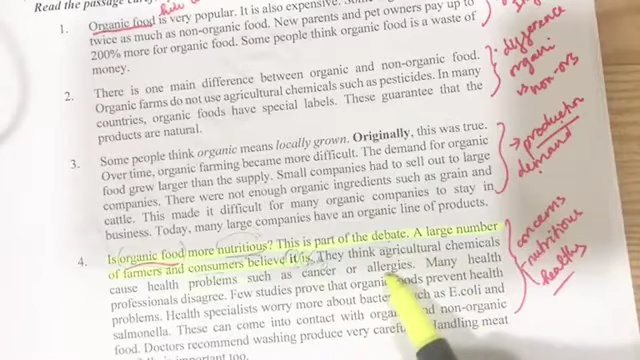 Read the passage
1. Organic food is very popular. It is also expensive. Some
twice as much as non-organic food. New parents and pet owners pay up to
200% more for organic food. Some people think organic food is a waste of
money.
2. There is one main difference between organic and non-organic food.
Organic farms do not use agricultural chemicals such as pesticides. In many
countries, organic foods have special labels. These guarantee that the
products are natural.
3. Some people think organic means locally grown. Originally, this was true.
Over time, organic farming became more difficult. The demand for organic
food grew larger than the supply. Small companies had to sell out to large
companies. There were not enough organic ingredients such as grain and
cattle. This made it difficult for many organic companies to stay in
business. Today, many large companies have an organic line of products.
4. Is organic food more nutritious? This is part of the debate. A large number
of farmers and consumers believe it is. They think agricultural chemicals
cause health problems such as cancer or allergies. Many health
professionals disagree. Few studies prove that organic foods prevent health
problems. Health specialists worry more about such as E.coli and
salmonella. These can come into contact with and non-organic
food. Doctors recommend washing produce very handling meat
is important too.
difference
organi
vs non-org
production
demand
concerns
nutritious
healthy